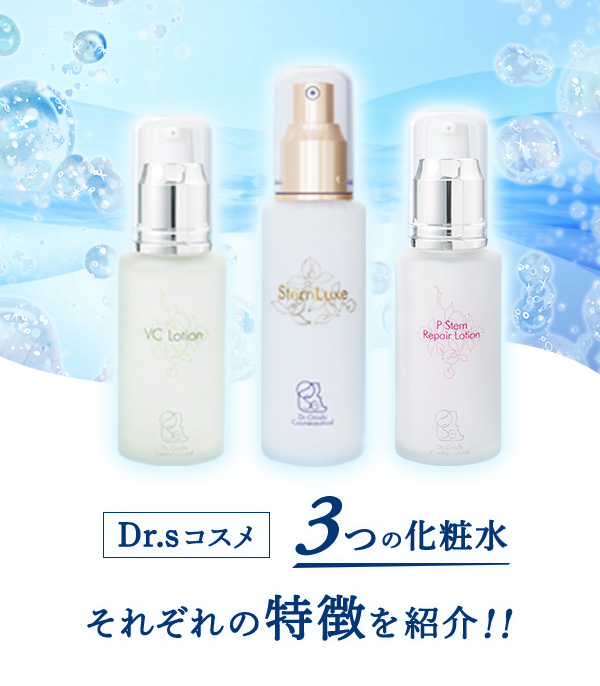 VC Lotion
StemLuxe
P Stem
Repair Lotion
Dr.sコスメ
3つの化粧水
それぞれの特徴を紹介!!